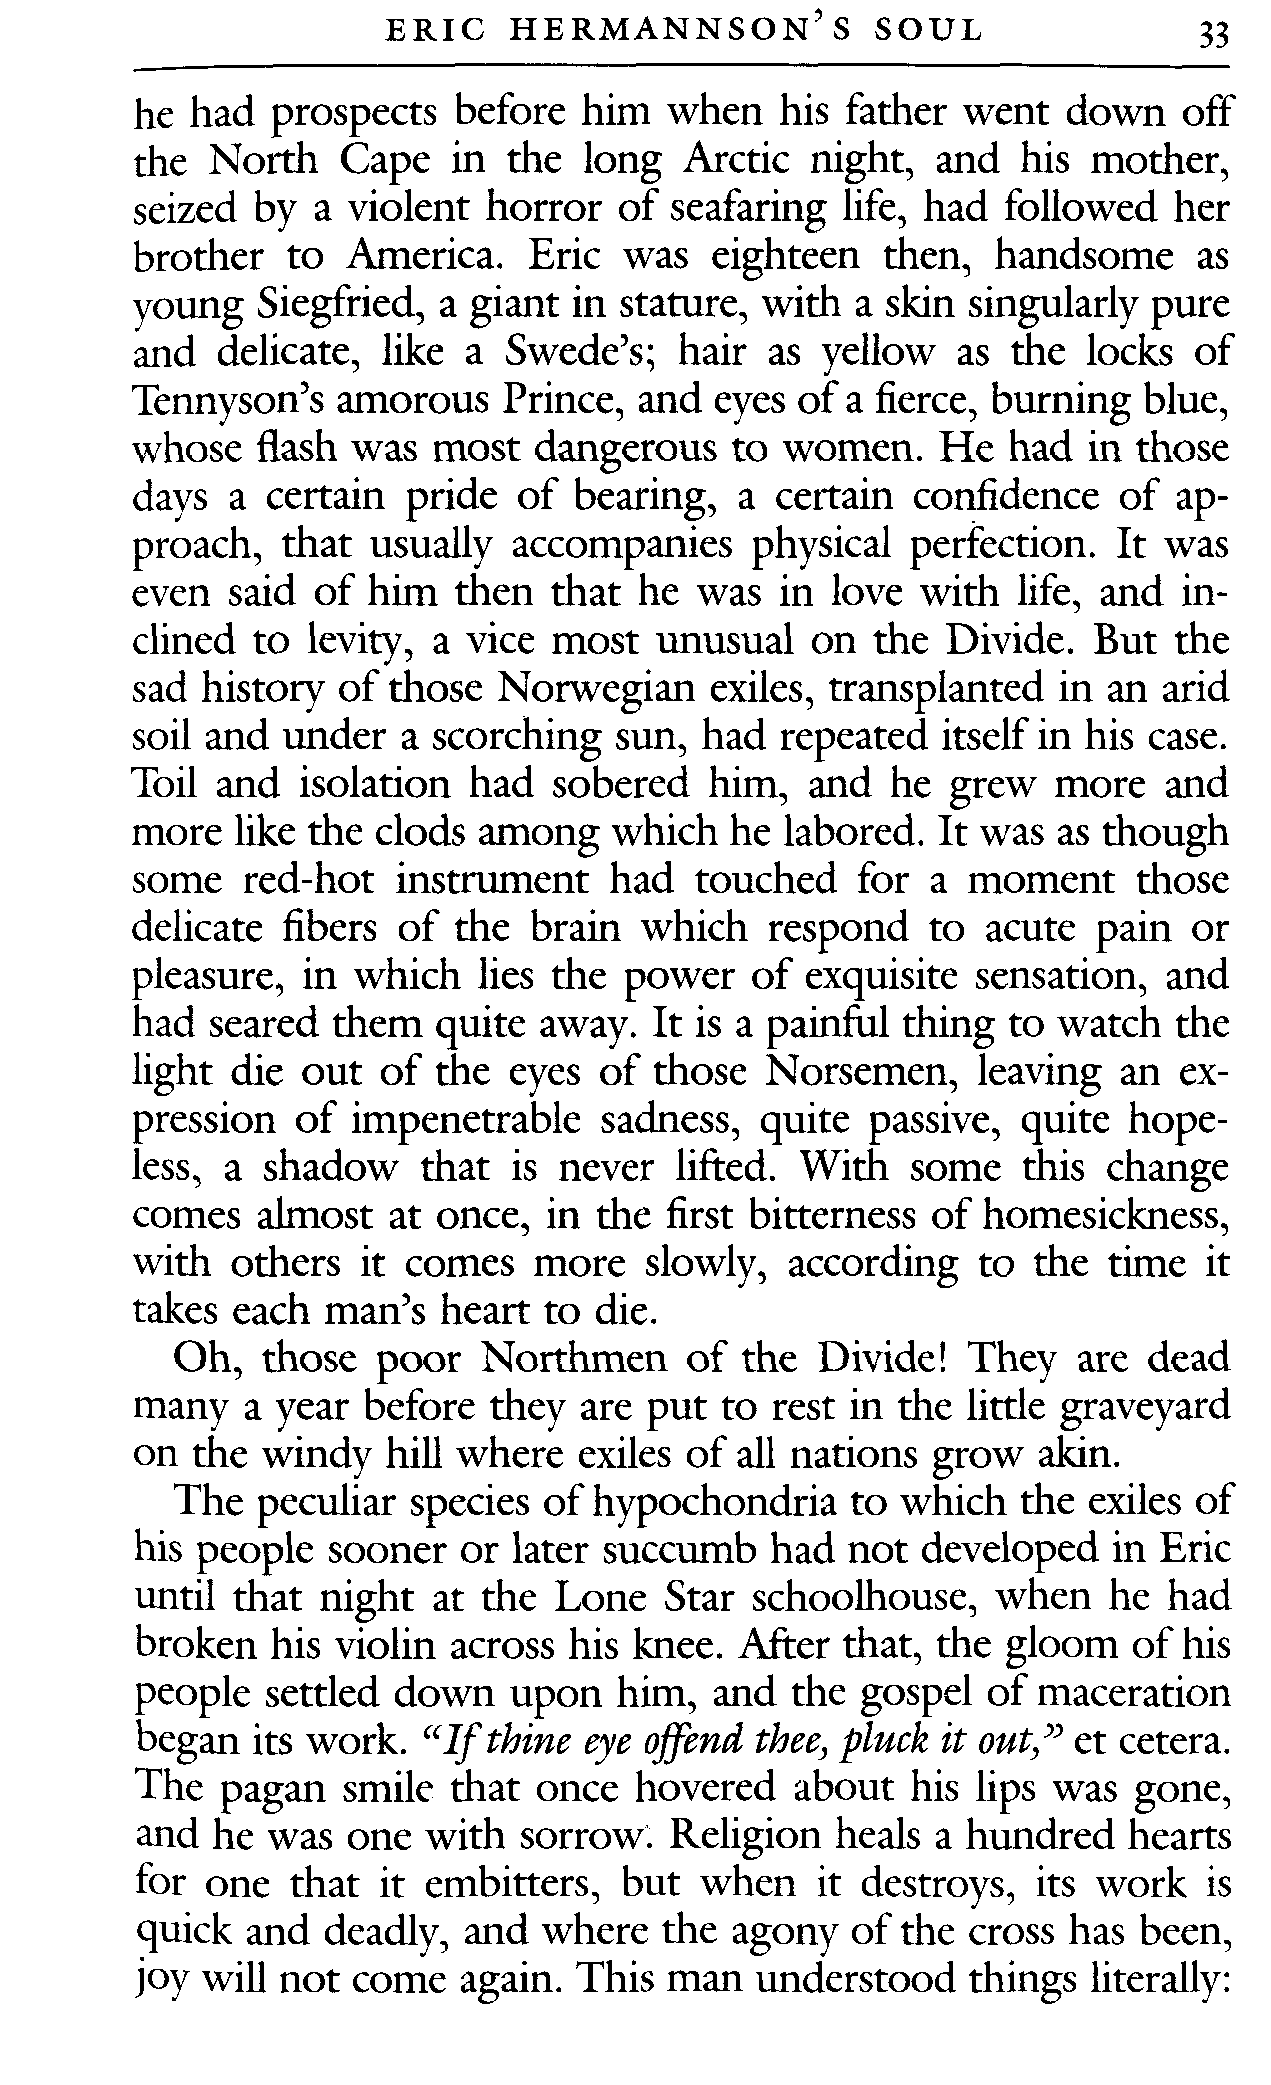 ERIC HERMANNSON'S SOUL 33
he had prospects before him when his father went down off
the North Cape in the long Arctic night, and his mother,
seized by a violent horror of seafaring life, had followed her
brother to America. Eric was eighteen then, handsome as
young Siegfried, a giant in stature, with a skin singularly pure
and delicate, like a Swede's; hair as yellow as the locks of
Tennyson's amorous Prince, and eyes of a fierce, burning blue,
whose flash was most dangerous to women. He had in those
days a certain pride of bearing, a certain confidence of ap-
proach, that usually accompanies physical perfection. It was
even said of him then that he was in love with life, and in-
clined to levity, a vice most unusual on the Divide. But the
sad history of those Norwegian exiles, transplanted in an arid
soil and under a scorching sun, had repeated itself in his case.
Toil and isolation had sobered him, and he grew more and
more like the clods among which he labored. It was as though
some red-hot instrument had touched for a moment those
delicate fibers of the brain which respond to acute pain or
pleasure, in which lies the power of exquisite sensation, and
had seared them quite away. It is a painful thing to watch the
light die out of the eyes of those Norsemen, leaving an ex-
pression of impenetrable sadness, quite passive, quite hope-
less, a shadow that is never lifted. With some this change
comes almost at once, in the first bitterness of homesickness,
with others it comes more slowly, according to the time it
takes each man's heart to die.
Oh, those poor Northmen of the Divide! They are dead
many a year before they are put to rest in the little graveyard
on the windy hill where exiles of all nations grow akin.
The peculiar species of hypochondria to which the exiles of
his people sooner or later succumb had not developed in Eric
until that night at the Lone Star schoolhouse, when he had
broken his violin across his knee. After that, the gloom of his
people settled down upon him, and the gospel of maceration
began its work. “If thine eye offend thee, pluck it out,” et cetera.
The pagan smile that once hovered about his lips was gone,
and he was one with sorrow. Religion heals a hundred hearts
for one that it embitters, but when it destroys, its work is
quick and deadly, and where the agony of the cross has been,
joy will not come again. This man understood things literally: